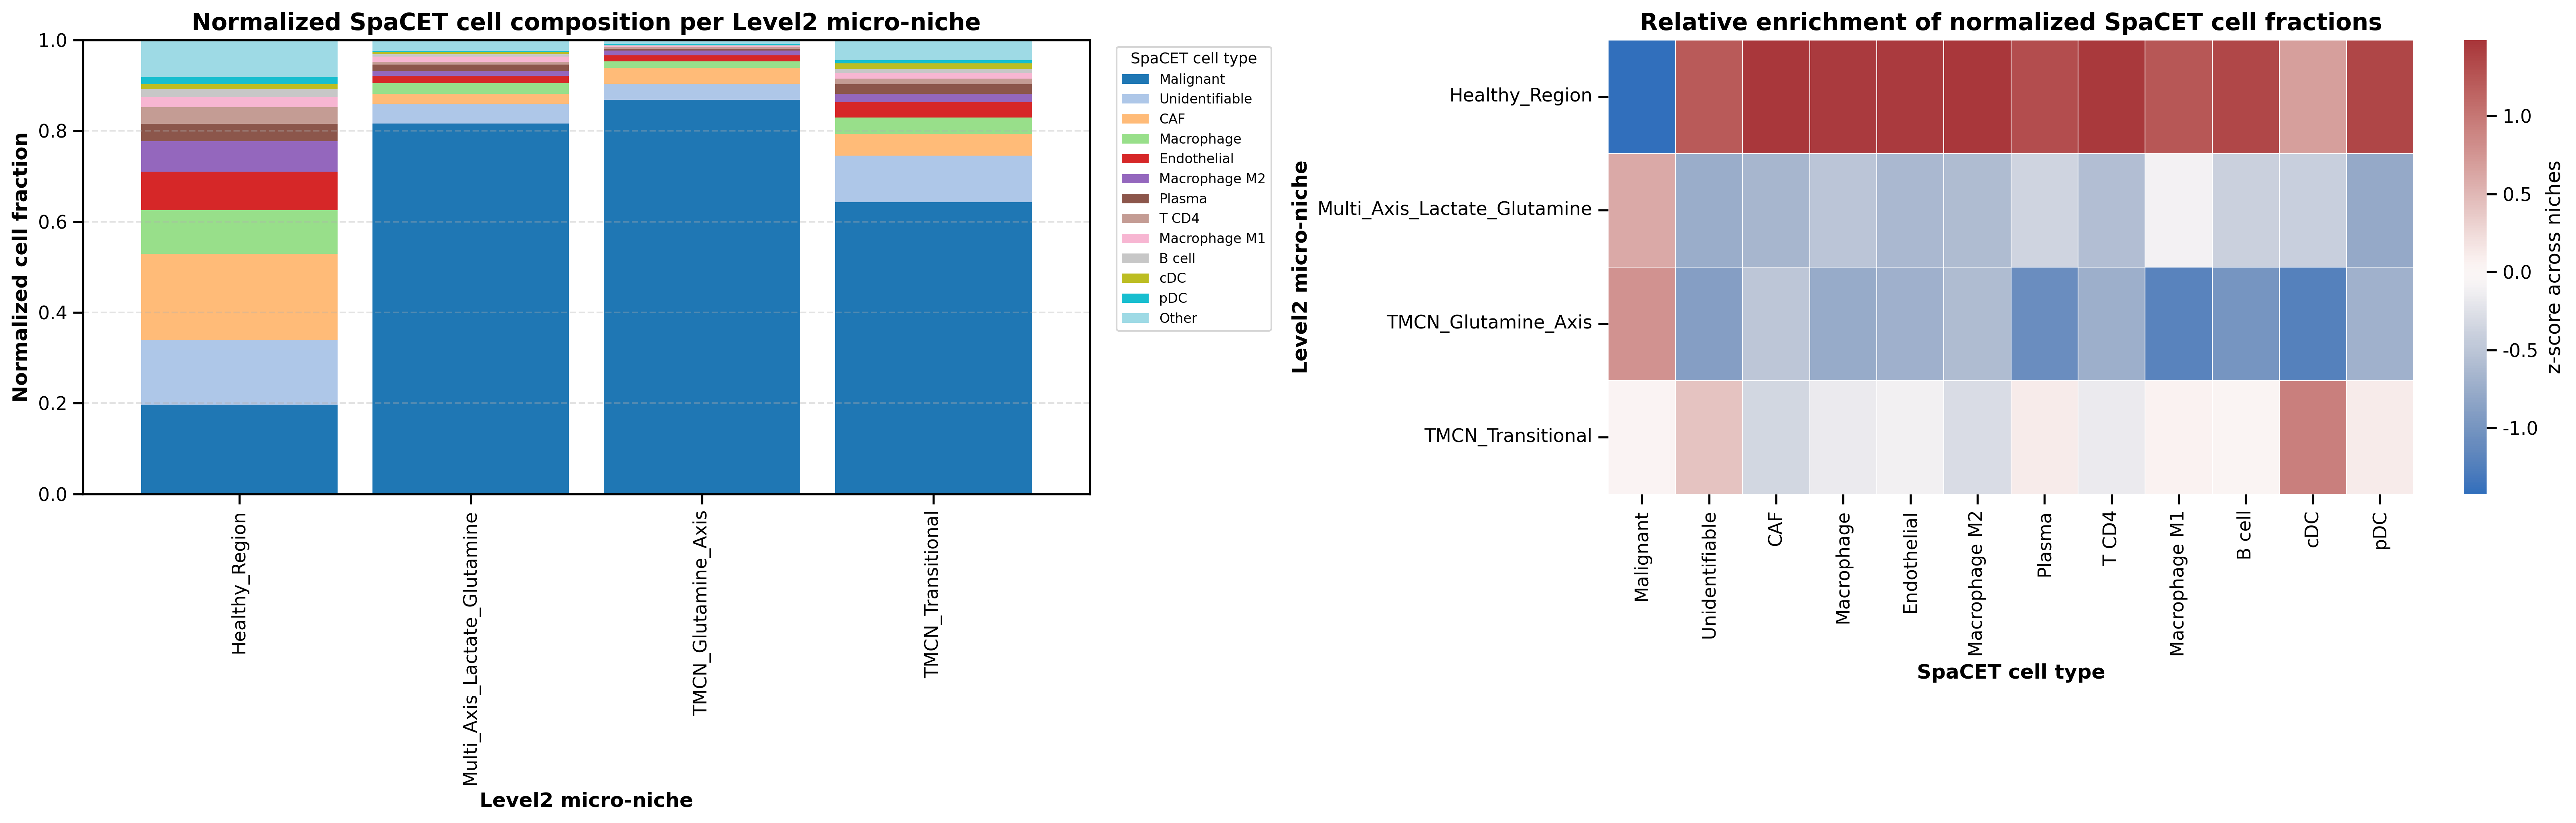 Normalized SpaCET cell composition per Level2 micro-niche
Normalized cell fraction
1.0
0.8
0.6
0.4
0.2
0.0
Healthy_Region
Multi_Axis_Lactate_Glutamine
TMCN_Glutamine_Axis
TMCN_Transitional
Level2 micro-niche
SpaCET cell type
Malignant
Unidentifiable
CAF
Macrophage
Endothelial
Macrophage M2
Plasma
T CD4
Macrophage M1
B cell
cDC
pDC
Other
Relative enrichment of normalized SpaCET cell fractions
Level2 micro-niche
Healthy_Region
Multi_Axis_Lactate_Glutamine
TMCN_Glutamine_Axis
TMCN_Transitional
Malignant
Unidentifiable
CAF
Macrophage
Endothelial
Macrophage M2
Plasma
T CD4
Macrophage M1
B cell
cDC
pDC
SpaCET cell type
1.0
0.5
0.0
-0.5
-1.0
z-score across niches